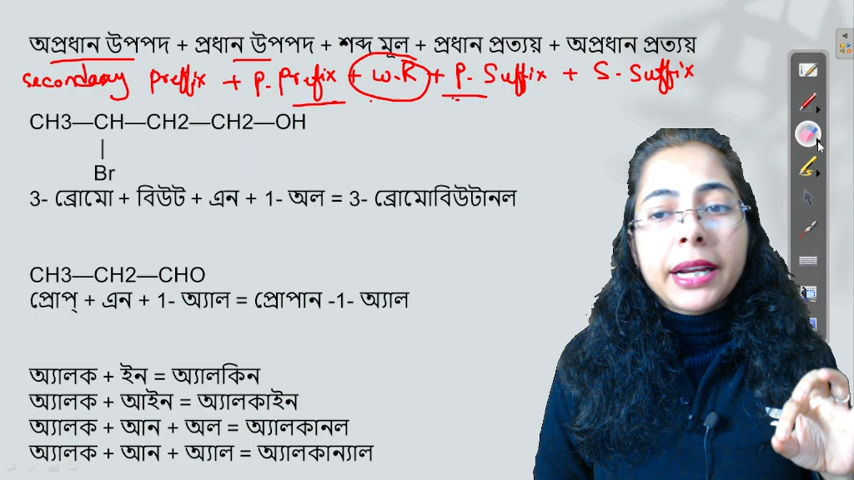 অপ্রধান উপপদ + প্রধান উপপদ + শব্দ মূল + প্রধান প্রত্যয় + অপ্রধান প্রত্যয়
secondary Preffix + P. Prefix + W.R + P. Suffix + S. Suffix
CH3—CH—CH2—CH2—OH
|
Br
3- ব্রোমো + বিউট + এন + 1- অল = 3- ব্রোমোবিউটানল
CH3—CH2—CHO
প্রোপ্ + এন + 1- অ্যাল = প্রোপান -1- অ্যাল
অ্যালক + ইন = অ্যালকিন
অ্যালক + আইন = অ্যালকাইন
অ্যালক + আন + অল = অ্যালকানল
অ্যালক + আন + অ্যাল = অ্যালকান্যাল